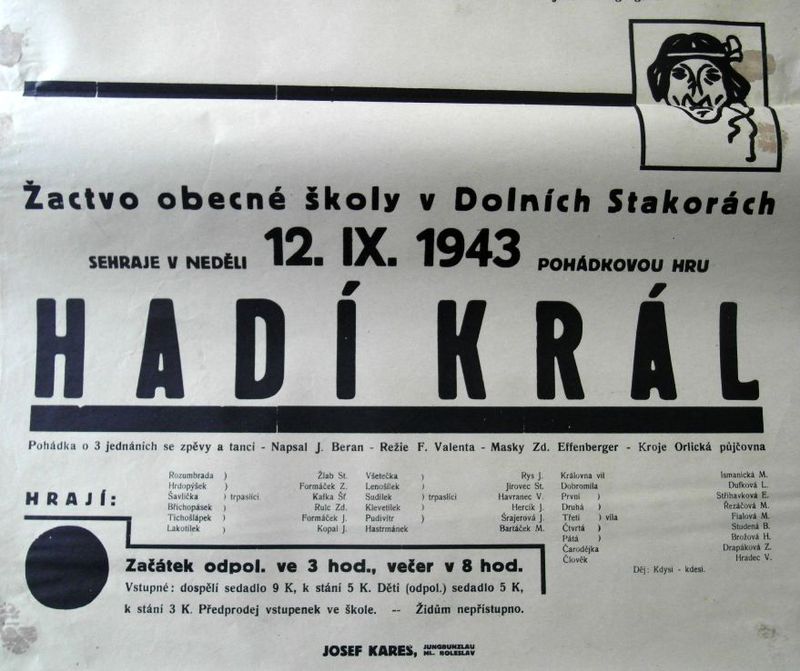 Žactvo obecné školy v Dolních Stakorách
SEHRAJE V NEDĚLI 12. IX. 1943 POHÁDKOVOU HRU
HADÍ KRÁL
Pohádka o 3 jednáních se zpěvy a tanci - Napsal J. Beran - Režie F. Valenta - Masky Zd. Effenberger - Kroje Orlická půjčovna
HRAJÍ:
Rozumbrada ) Žlab St.
Hrdopýšek ) Formáček Z.
Šavlička ) trpaslíci Kafka Šf.
Břichopásek ) Rulc Zd.
Tichošlápek ) Formáček J.
Lakotílek ) Kopal J.
Všetečka ) Rys J.
Lenošílek ) Jirovec St.
Sudílek ) trpaslíci Havranec V.
Klevetílek ) Hercík J.
Pudivítr ) Šrajerová J.
Hastrmánek Bartáček M.
Královna vil Ismanická M.
Dobromila Dufková L.
První ) Stříhavková E.
Druhá ) Řezáčová M.
Třetí ) víla Fialová M.
Čtvrtá ) Studená B.
Pátá ) Brožová H.
Čarodějka Drapáková Z.
Člověk Hradec V.
Děj: Kdysi - kdesi.
Začátek odpol. ve 3 hod., večer v 8 hod.
Vstupné: dospělí sedadlo 9 K, k stání 5 K. Děti (odpol.) sedadlo 5 K,
k stání 3 K. Předprodej vstupenek ve škole. -- Židům nepřístupno.
JOSEF KARES, JUNGBUNZLAU
ML. BOLESLAV